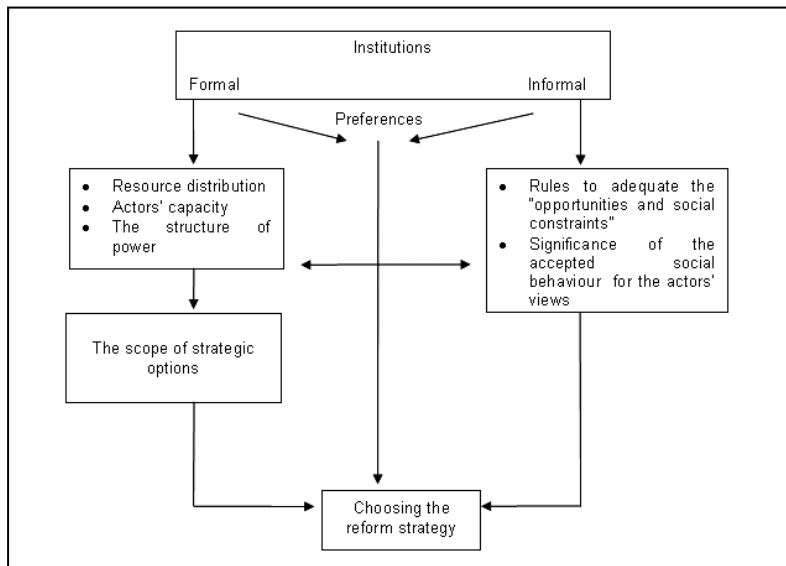 Institutions
Formal Informal
Preferences
• Resource distribution
• Actors' capacity
• The structure of
power
• Rules to adequate the
"opportunities and social
constraints"
• Significance of the
accepted social
behaviour for the actors'
views
The scope of strategic
options
Choosing the
reform strategy